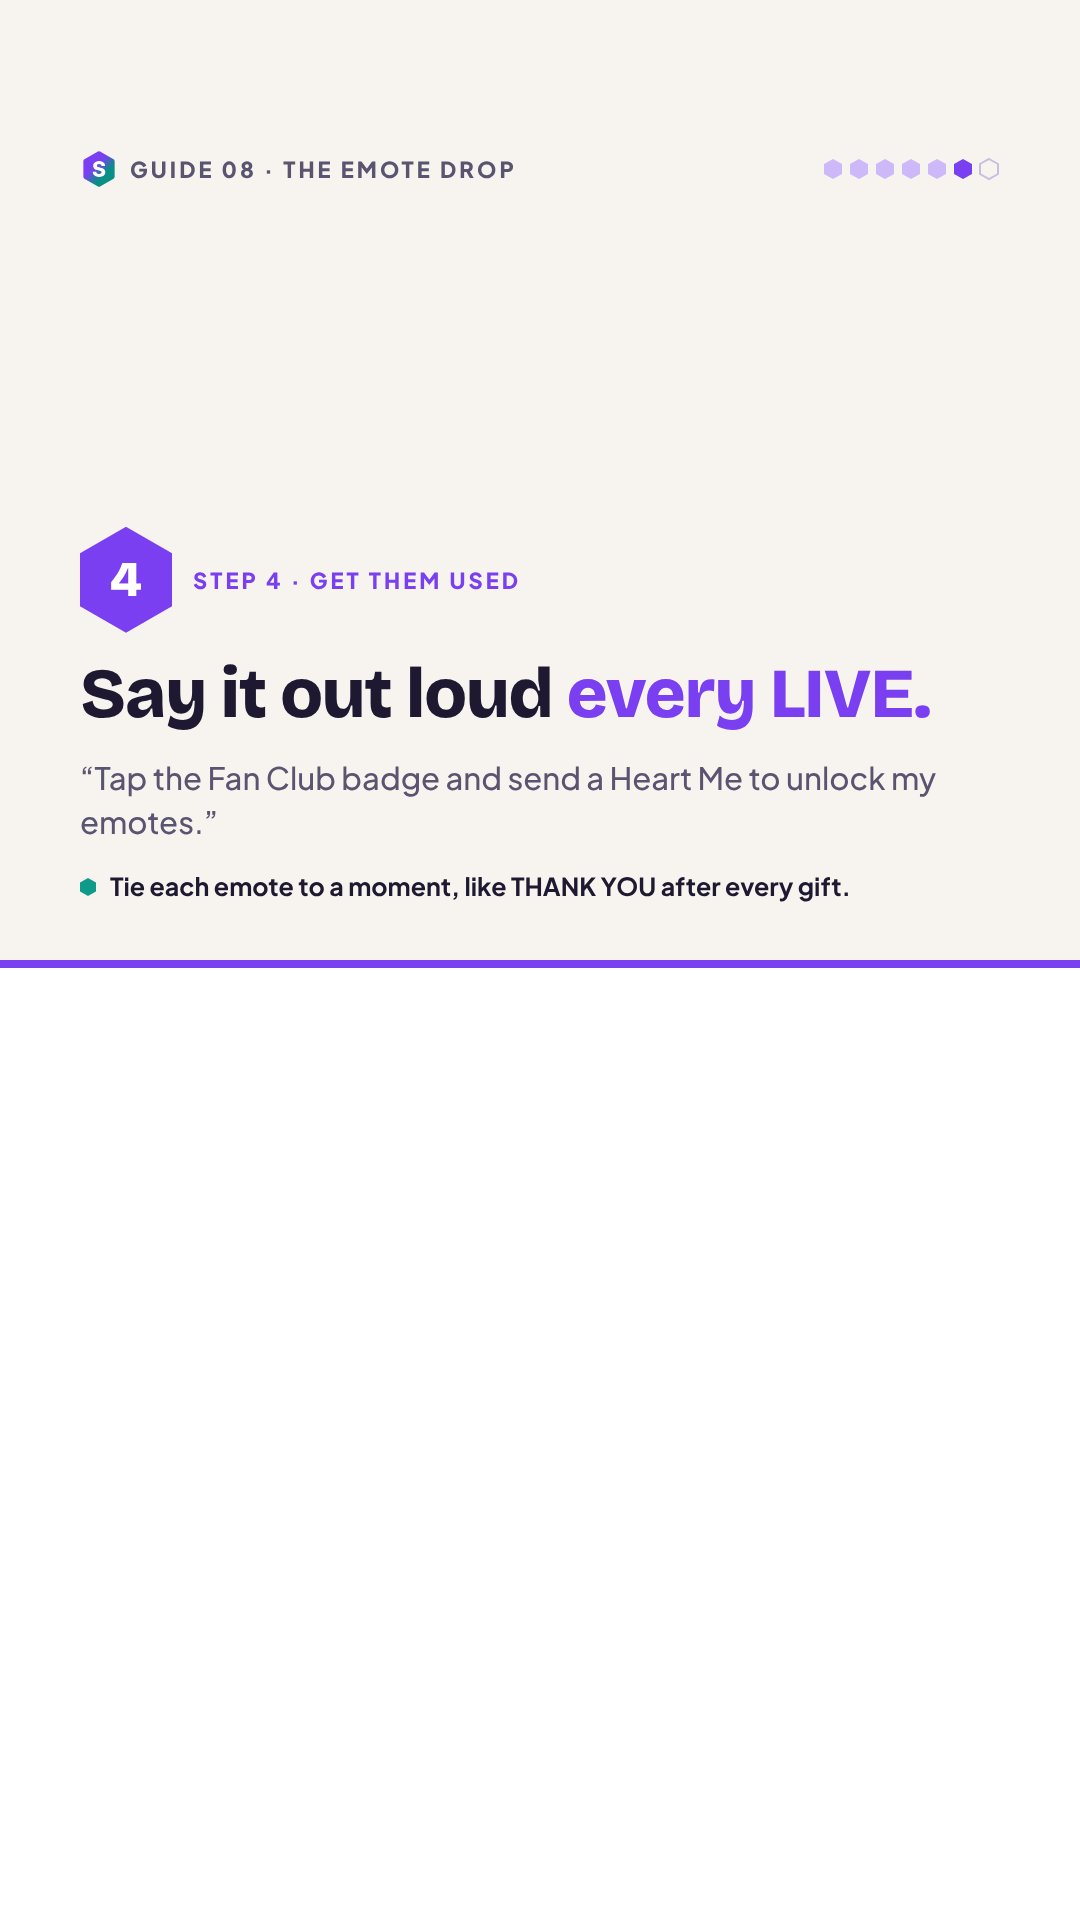 S GUIDE 08 · THE EMOTE DROP
4 STEP 4 · GET THEM USED
Say it out loud every LIVE.
“Tap the Fan Club badge and send a Heart Me to unlock my
emotes.”
Tie each emote to a moment, like THANK YOU after every gift.